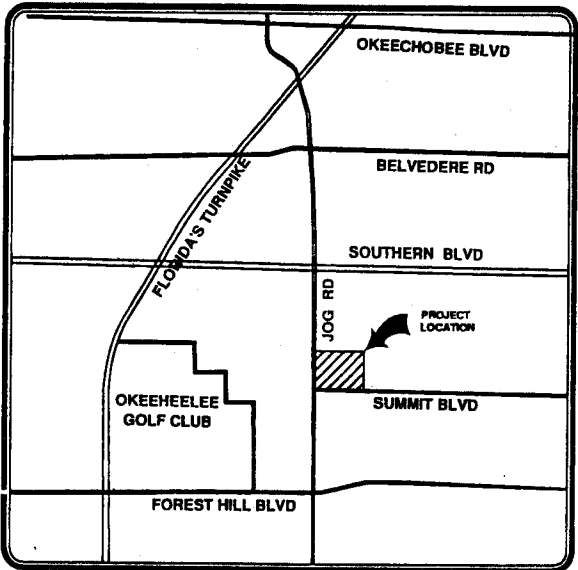 OKEECHOBEE BLVD
BELVEDERE RD
FLORIDA'S TURNPIKE
SOUTHERN BLVD
JOG RD
PROJECT
LOCATION
OKEEHEELEE
GOLF CLUB
SUMMIT BLVD
FOREST HILL BLVD